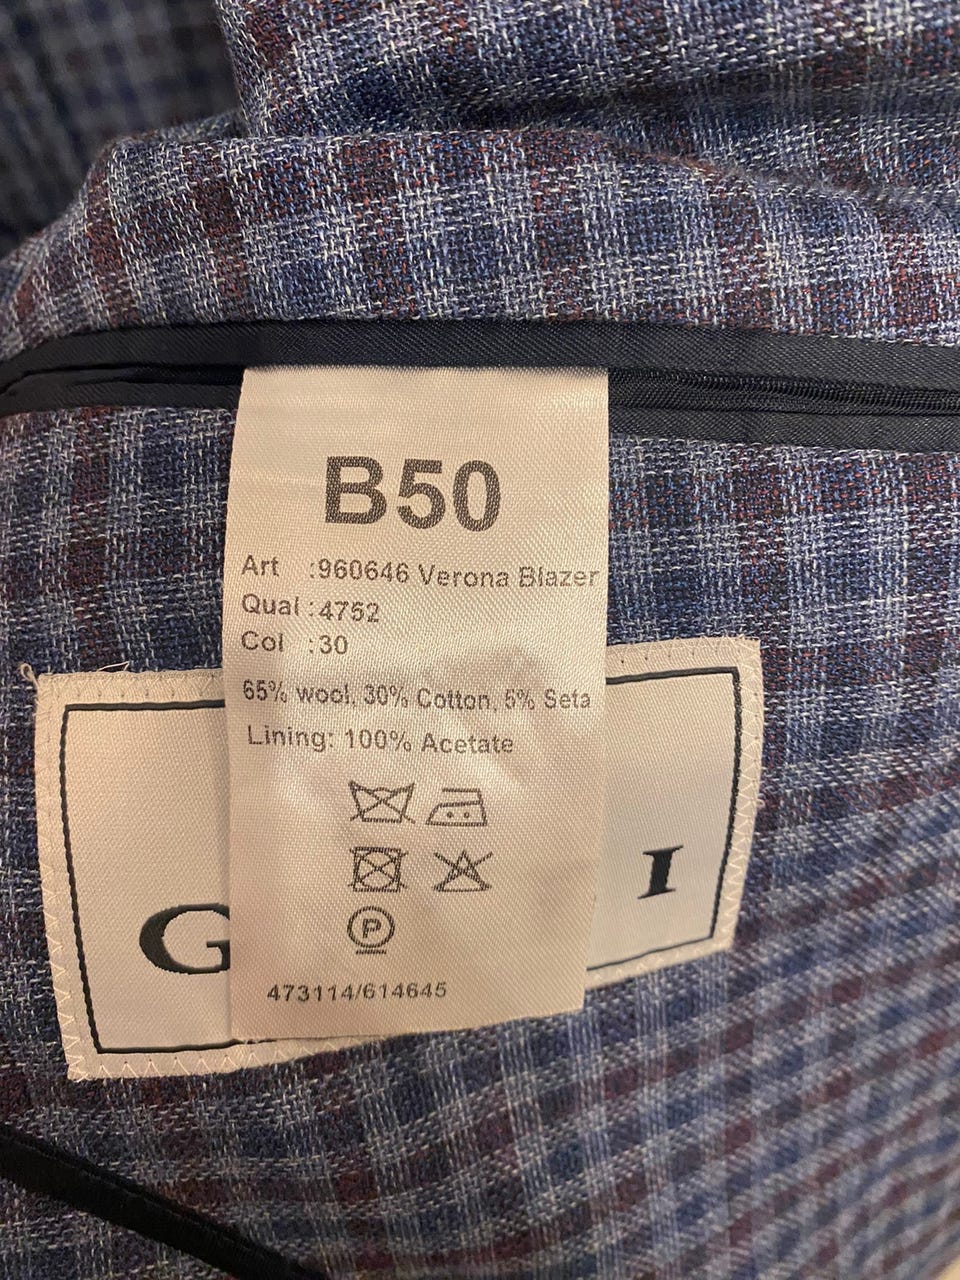 B50
Art :960646 Verona Blazer
Qual :4752
Col :30
65% wool, 30% Cotton, 5% Seta
Lining: 100% Acetate
P
473114/614645
G I